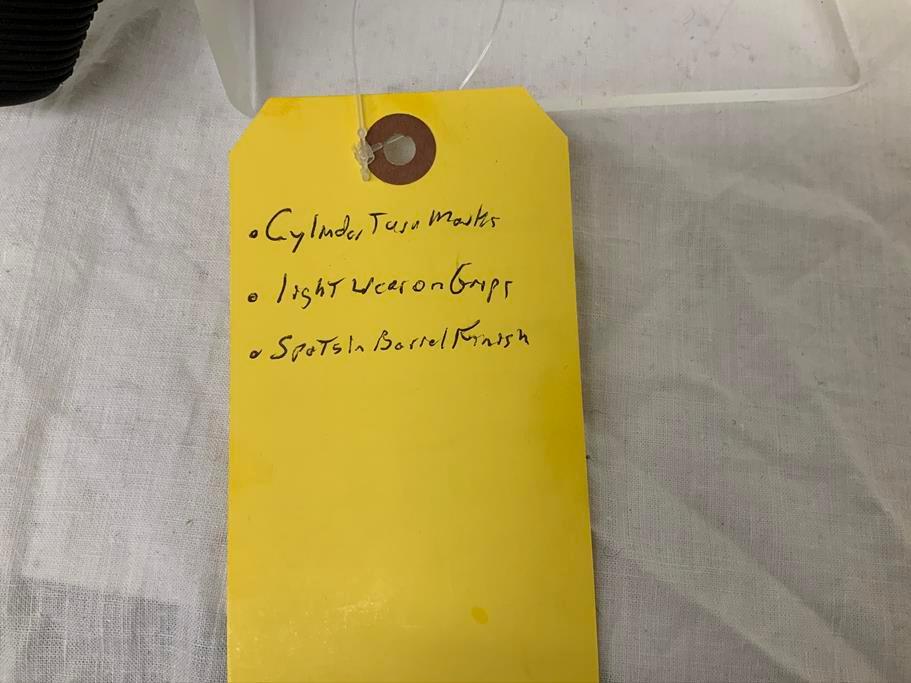 • Cylinder Turn Marks
• light wear on Grips
• Spots In Barrel Finish